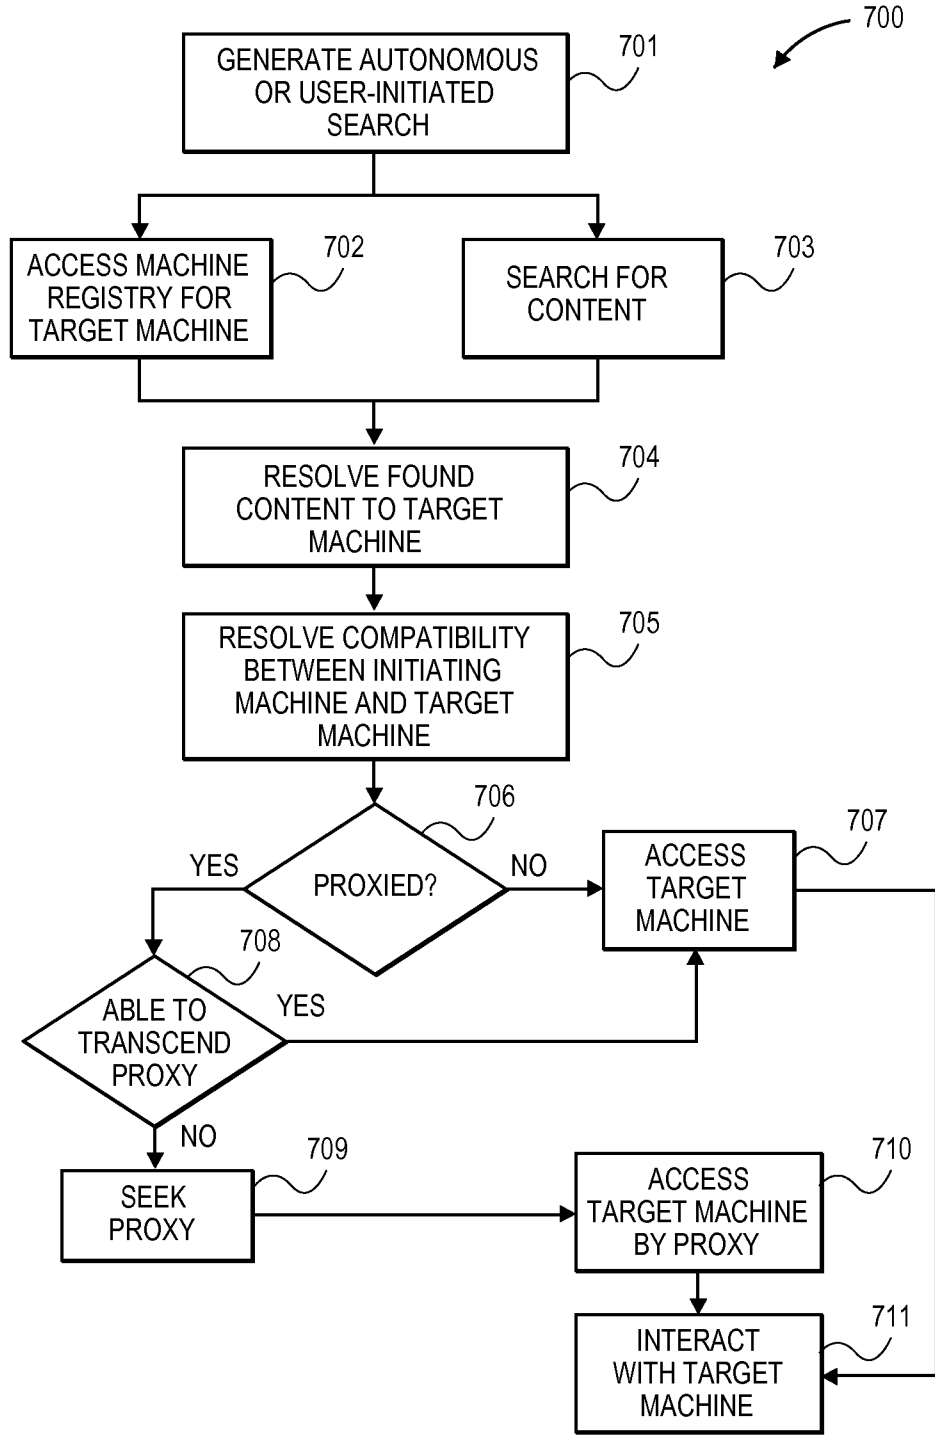 700
701
GENERATE AUTONOMOUS
OR USER-INITIATED
SEARCH
702
ACCESS MACHINE
REGISTRY FOR
TARGET MACHINE
703
SEARCH FOR
CONTENT
704
RESOLVE FOUND
CONTENT TO TARGET
MACHINE
705
RESOLVE COMPATIBILITY
BETWEEN INITIATING
MACHINE AND TARGET
MACHINE
706
PROXIED?
YES
NO
707
ACCESS
TARGET
MACHINE
708
ABLE TO
TRANSCEND
PROXY
YES
NO
709
SEEK
PROXY
710
ACCESS
TARGET MACHINE
BY PROXY
711
INTERACT
WITH TARGET
MACHINE